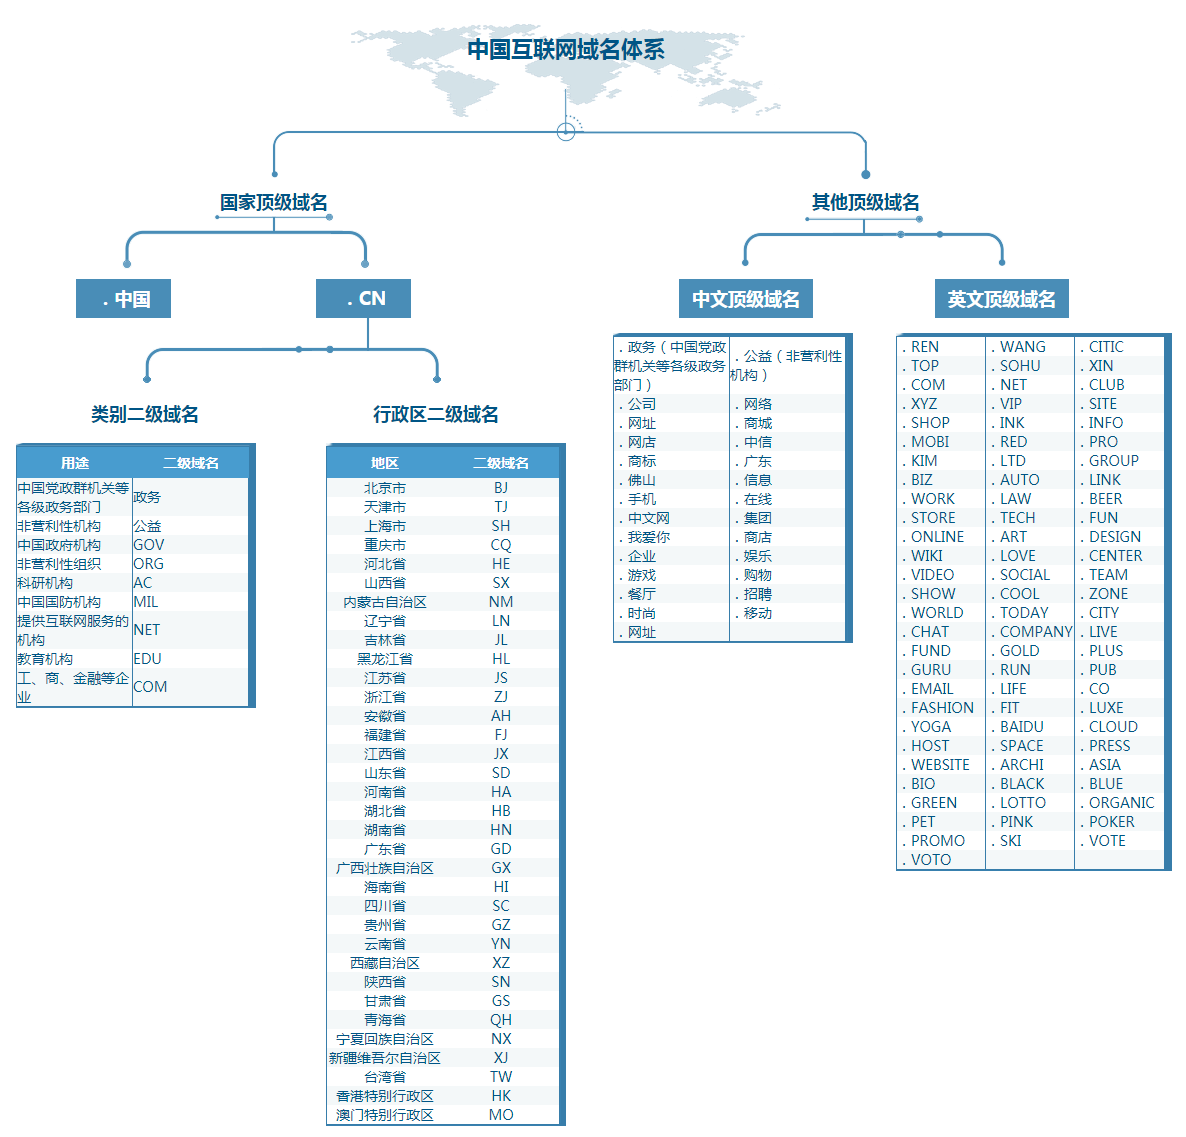 中国互联网域名体系
国家顶级域名
其他顶级域名
．中国
．CN
中文顶级域名
英文顶级域名
类别二级域名
行政区二级域名
用途 二级域名
中国党政群机关等
各级政务部门
政务
非营利性机构 公益
中国政府机构 GOV
非营利性组织 ORG
科研机构 AC
中国国防机构 MIL
提供互联网服务的
机构
NET
教育机构 EDU
工、商、金融等企
业
COM
地区 二级域名
北京市 BJ
天津市 TJ
上海市 SH
重庆市 CQ
河北省 HE
山西省 SX
内蒙古自治区 NM
辽宁省 LN
吉林省 JL
黑龙江省 HL
江苏省 JS
浙江省 ZJ
安徽省 AH
福建省 FJ
江西省 JX
山东省 SD
河南省 HA
湖北省 HB
湖南省 HN
广东省 GD
广西壮族自治区 GX
海南省 HI
四川省 SC
贵州省 GZ
云南省 YN
西藏自治区 XZ
陕西省 SN
甘肃省 GS
青海省 QH
宁夏回族自治区 NX
新疆维吾尔自治区 XJ
台湾省 TW
香港特别行政区 HK
澳门特别行政区 MO
．政务（中国党政
群机关等各级政务
部门）
．公益（非营利性
机构）
．公司 ．网络
．网址 ．商城
．网店 ．中信
．商标 ．广东
．佛山 ．信息
．手机 ．在线
．中文网 ．集团
．我爱你 ．商店
．企业 ．娱乐
．游戏 ．购物
．餐厅 ．招聘
．时尚 ．移动
．网址
．REN ．WANG ．CITIC
．TOP ．SOHU ．XIN
．COM ．NET ．CLUB
．XYZ ．VIP ．SITE
．SHOP ．INK ．INFO
．MOBI ．RED ．PRO
．KIM ．LTD ．GROUP
．BIZ ．AUTO ．LINK
．WORK ．LAW ．BEER
．STORE ．TECH ．FUN
．ONLINE ．ART ．DESIGN
．WIKI ．LOVE ．CENTER
．VIDEO ．SOCIAL ．TEAM
．SHOW ．COOL ．ZONE
．WORLD ．TODAY ．CITY
．CHAT ．COMPANY ．LIVE
．FUND ．GOLD ．PLUS
．GURU ．RUN ．PUB
．EMAIL ．LIFE ．CO
．FASHION ．FIT ．LUXE
．YOGA ．BAIDU ．CLOUD
．HOST ．SPACE ．PRESS
．WEBSITE ．ARCHI ．ASIA
．BIO ．BLACK ．BLUE
．GREEN ．LOTTO ．ORGANIC
．PET ．PINK ．POKER
．PROMO ．SKI ．VOTE
．VOTO